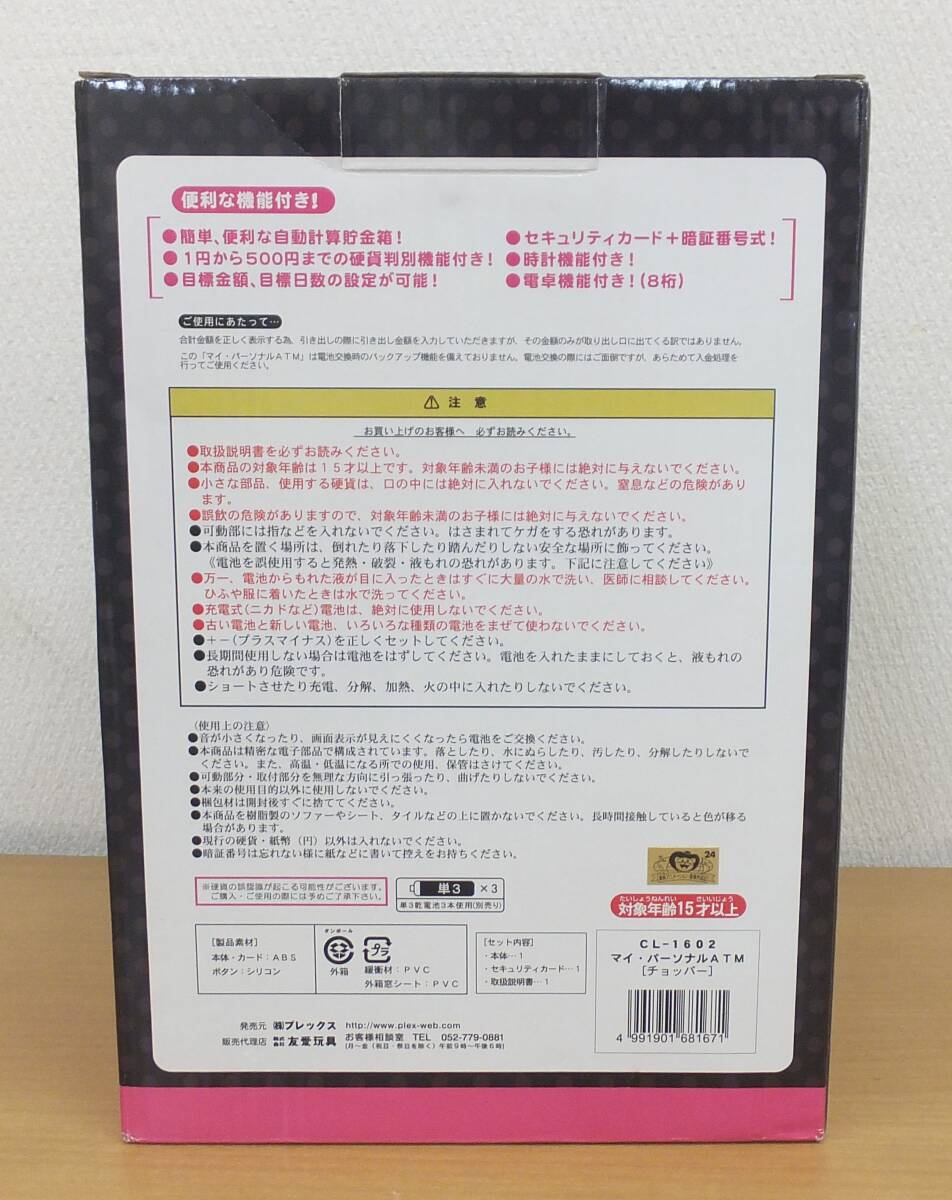 便利な機能付き!
●簡単、便利な自動計算貯金箱!
●1円から500円までの硬貨判別機能付き!
●目標金額、目標日数の設定が可能!
●セキュリティカード+暗証番号式!
●時計機能付き!
●電卓機能付き!(8桁)
ご使用にあたって…
合計金額を正しく表示する為、引き出しの際に引き出し金額を入力していただきますが、その金額のみが取り出し口に出てくる訳ではありません。
この「マイ・パーソナルATM」は電池交換時のバックアップ機能を備えておりません。電池交換の際にはご面倒ですが、あらためて入金処理を
行ってご使用ください。
⚠ 注 意
お買い上げのお客様へ 必ずお読みください。
●取扱説明書を必ずお読みください。
●本商品の対象年齢は15才以上です。対象年齢未満のお子様には絶対に与えないでください。
●小さな部品、使用する硬貨は、口の中には絶対に入れないでください。窒息などの危険があり
ます。
●誤飲の危険がありますので、対象年齢未満のお子様には絶対に与えないでください。
●可動部には指などを入れないでください。はさまれてケガをする恐れがあります。
●本商品を置く場所は、倒れたり落下したり踏んだりしない安全な場所に飾ってください。
《電池を誤使用すると発熱・破裂・液もれの恐れがあります。下記に注意してください》
●万一、電池からもれた液が目に入ったときはすぐに大量の水で洗い、医師に相談してください。
ひふや服に着いたときは水で洗ってください。
●充電式(ニカドなど)電池は、絶対に使用しないでください。
●古い電池と新しい電池、いろいろな種類の電池をまぜて使わないでください。
●+−(プラスマイナス)を正しくセットしてください。
●長期間使用しない場合は電池をはずしてください。電池を入れたままにしておくと、液もれの
恐れがあり危険です。
●ショートさせたり充電、分解、加熱、火の中に入れたりしないでください。
〈使用上の注意〉
●音が小さくなったり、画面表示が見えにくくなったら電池をご交換ください。
●本商品は精密な電子部品で構成されています。落としたり、水にぬらしたり、汚したり、分解したりしないで
ください。また、高温・低温になる所での使用、保管はさけてください。
●可動部分・取付部分を無理な方向に引っ張ったり、曲げたりしないでください。
●本来の使用目的以外に使用しないでください。
●梱包材は開封後すぐに捨ててください。
●本商品を樹脂製のソファーやシート、タイルなどの上に置かないでください。長時間接触していると色が移る
場合があります。
●現行の硬貨・紙幣(円)以外は入れないでください。
●暗証番号は忘れない様に紙などに書いて控えをお持ちください。
※硬貨の誤認識が起こる可能性がございます。
ご購入・ご使用の際には予めご了承下さい。
単3 ×3
単3乾電池3本使用(別売り)
24
たいしょうねんれい さいいじょう
対象年齢15才以上
[製品素材]
本体・カード:ABS
ボタン:シリコン
ダンボール
外箱
プラ
緩衝材:PVC
外箱窓シート:PVC
[セット内容]
・本体…1
・セキュリティカード…1
・取扱説明書…1
CL-1602
マイ・パーソナルATM
[チョッパー]
4 991901 681671
発売元 ㈱プレックス http://www.plex-web.com
販売代理店 株式会社 友愛玩具 お客様相談室 TEL 052-779-0881
[月〜金(祝日・祭日を除く)午前9時〜午後6時]